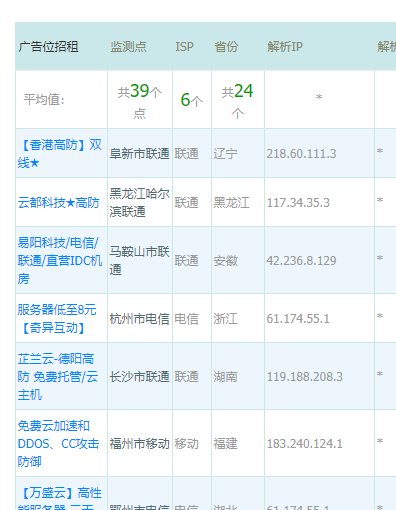 广告位招租 监测点 ISP 省份 解析IP 解析
平均值: 共39个点 6个 共24个 *
【香港高防】双线★ 阜新市联通 联通 辽宁 218.60.111.3 *
云都科技★高防 黑龙江哈尔滨联通 联通 黑龙江 117.34.35.3 *
易阳科技/电信/联通/直营IDC机房 马鞍山市联通 联通 安徽 42.236.8.129 *
服务器低至8元【奇异互动】 杭州市电信 电信 浙江 61.174.55.1 *
芷兰云-德阳高防 免费托管/云主机 长沙市联通 联通 湖南 119.188.208.3 *
免费云加速和DDOS、CC攻击防御 福州市移动 移动 福建 183.240.124.1 *
【万盛云】高性能服务器 鄂州市电信 电信 湖北 61.174.55.1 *